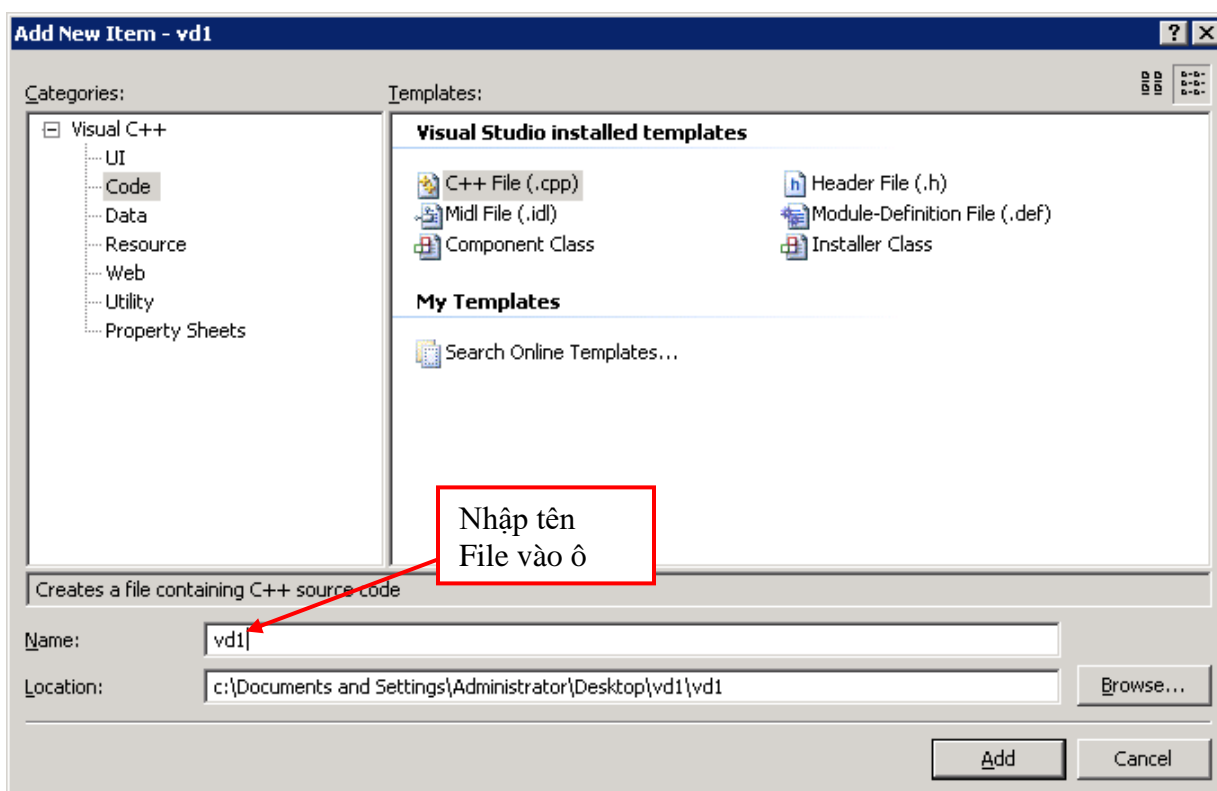 Add New Item - vd1
Categories:
Templates:
Visual C++
UI
Code
Data
Resource
Web
Utility
Property Sheets
Visual Studio installed templates
C++ File (.cpp)
Header File (.h)
Midl File (.idl)
Module-Definition File (.def)
Component Class
Installer Class
My Templates
Search Online Templates...
Nhập tên
File vào ô
Creates a file containing C++ source code
Name:
vd1
Location:
c:\Documents and Settings\Administrator\Desktop\vd1\vd1
Browse...
Add
Cancel